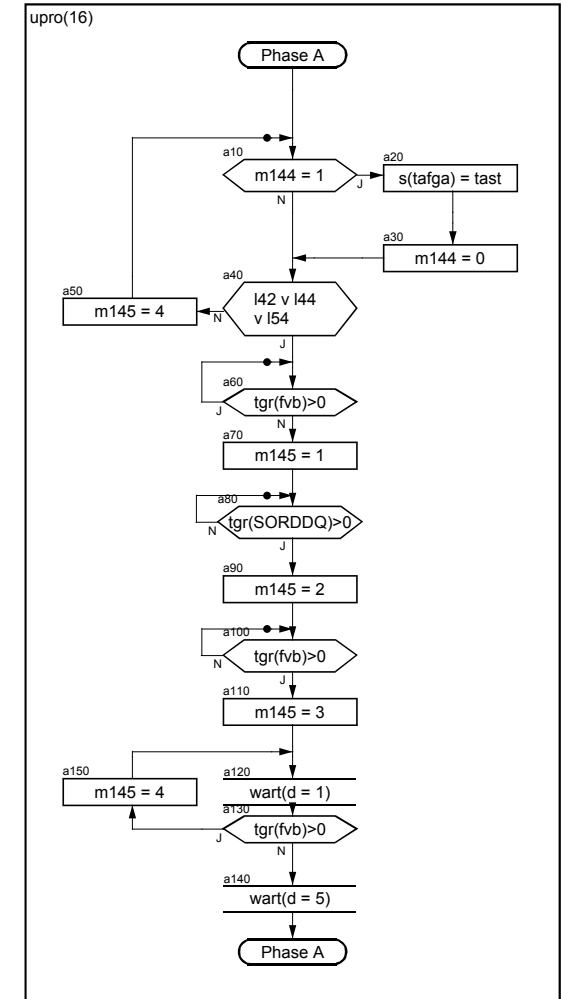 upro(16)
Phase A
a10
m144 = 1
J
N
a20
s(tafga) = tast
a30
m144 = 0
a40
l42 v l44
v l54
N
J
a50
m145 = 4
a60
tgr(fvb)>0
J
N
a70
m145 = 1
a80
tgr(SORDDQ)>0
N
J
a90
m145 = 2
a100
tgr(fvb)>0
N
J
a110
m145 = 3
a150
m145 = 4
a120
wart(d = 1)
a130
tgr(fvb)>0
J
N
a140
wart(d = 5)
Phase A